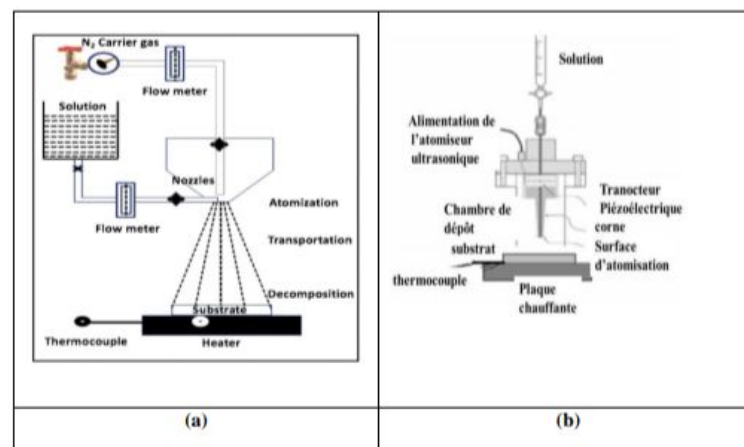 N₂ Carrier gas
Flow meter
Solution
Nozzles
Flow meter
Atomization
Transportation
Decomposition
Substrate
Thermocouple
Heater
(a)
Solution
Alimentation de
l'atomiseur
ultrasonique
Tranocteur
Piézoélectrique
corne
Chambre de
dépôt
substrat
Surface
d'atomisation
thermocouple
Plaque
chauffante
(b)